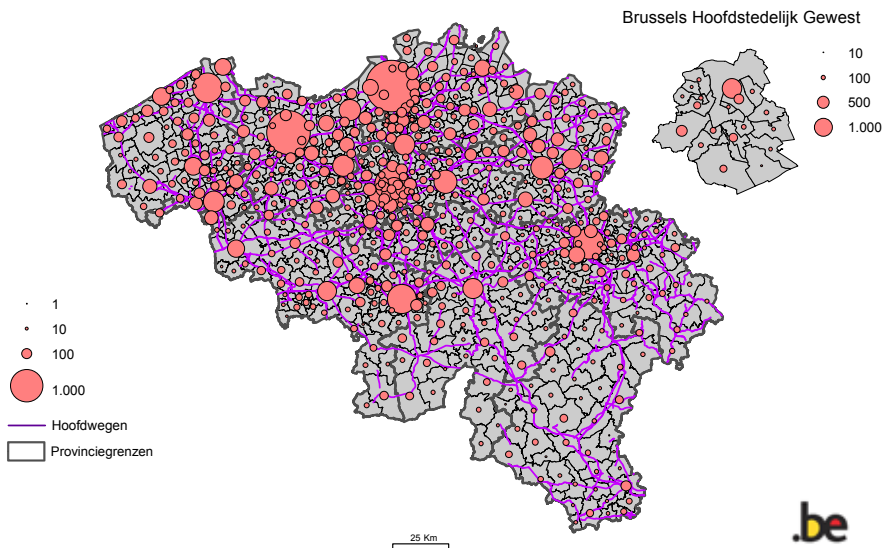 Brussels Hoofdstedelijk Gewest
10
100
500
1.000
1
10
100
1.000
Hoofdwegen
Provinciegrenzen
25 Km
.be